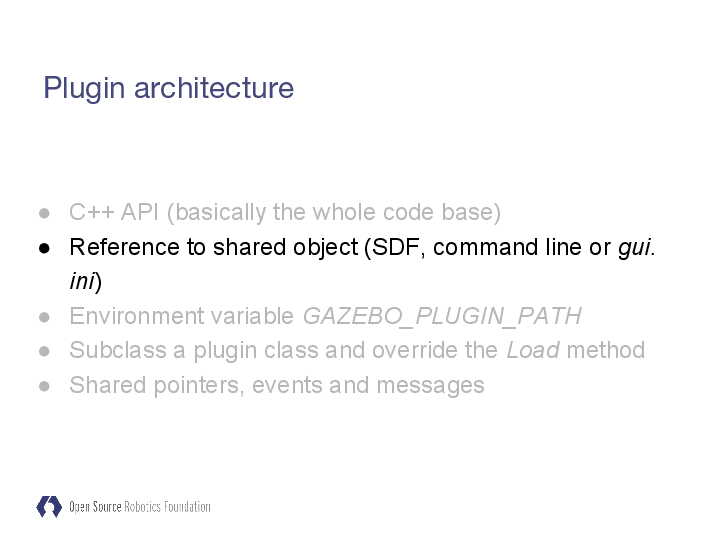 Plugin architecture
● C++ API (basically the whole code base)
● Reference to shared object (SDF, command line or gui.
ini)
● Environment variable GAZEBO_PLUGIN_PATH
● Subclass a plugin class and override the Load method
● Shared pointers, events and messages
Open Source Robotics Foundation